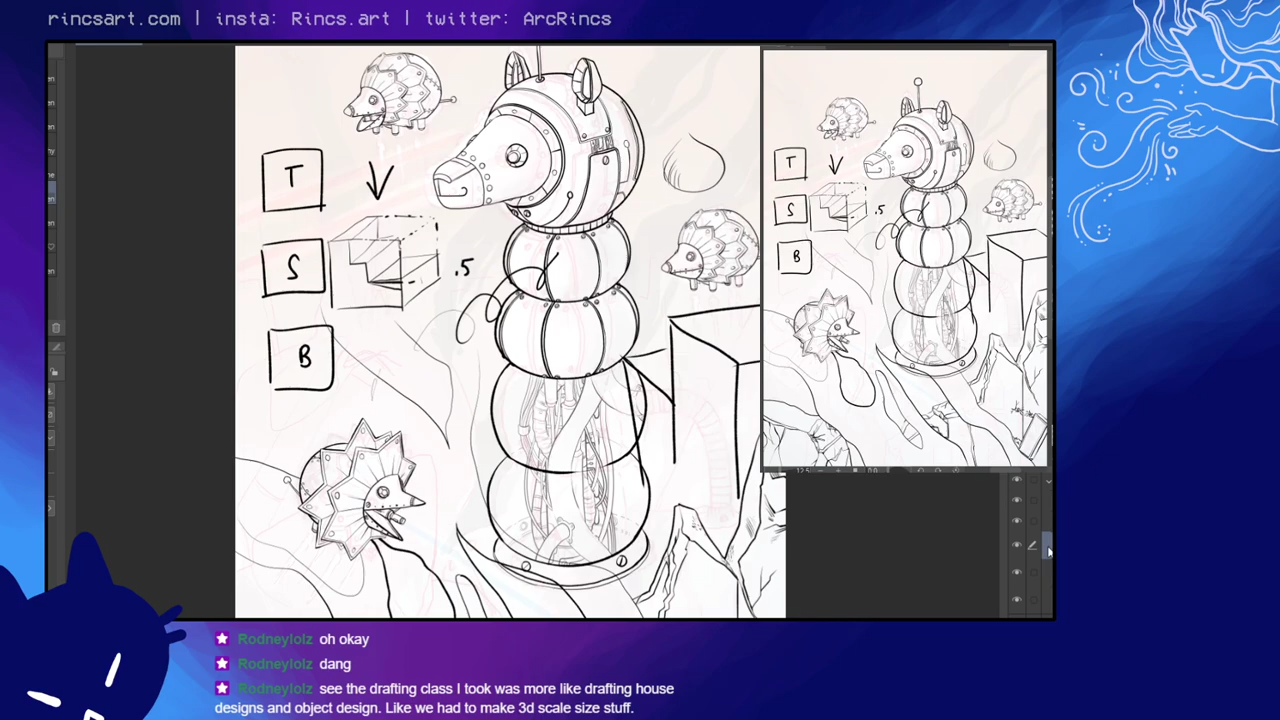 rincsart.com | insta: Rincs.art | twitter: ArcRincs
T
S
.5
B
T
S
.5
B
Rodneylolz oh okay
Rodneylolz dang
Rodneylolz see the drafting class I took was more like drafting house
designs and object design. Like we had to make 3d scale size stuff.